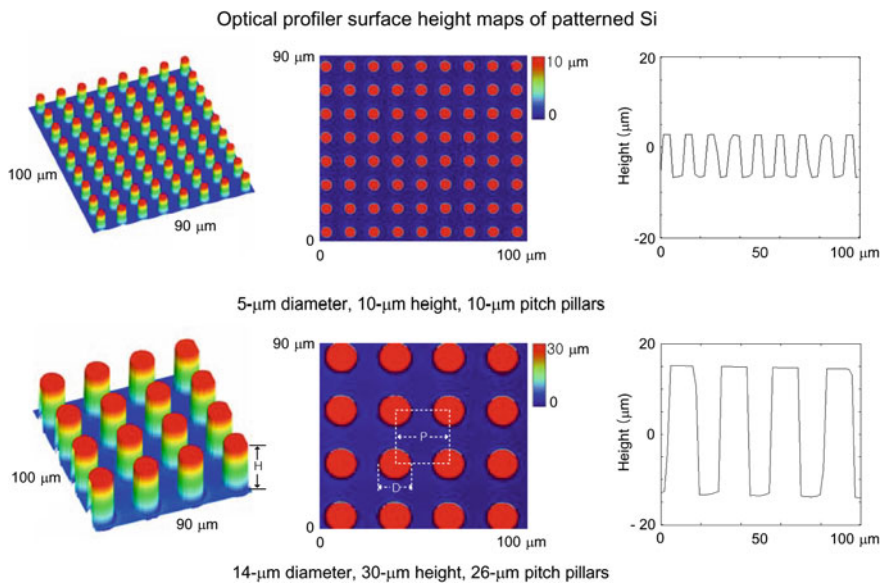 Optical profiler surface height maps of patterned Si
100 μm
90 μm
90 μm
0
0
100 μm
10 μm
0
Height (μm)
20
0
-20
0
50
100 μm
5-μm diameter, 10-μm height, 10-μm pitch pillars
100 μm
90 μm
H
90 μm
0
0
100 μm
P
D
30 μm
0
Height (μm)
20
0
- 20
0
50
100 μm
14-μm diameter, 30-μm height, 26-μm pitch pillars